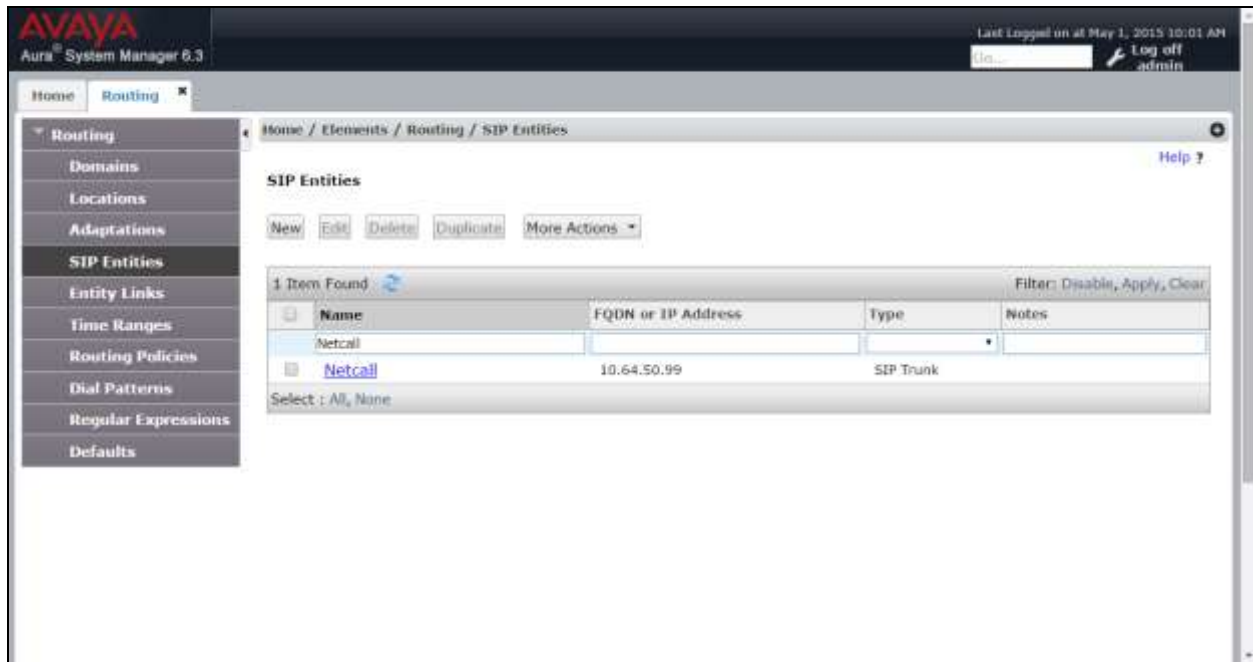 AVAYA
Aura® System Manager 6.3
Last Logged on at May 1, 2015 10:01 AM
Go...
Log off
admin
Home
Routing
Routing
Domains
Locations
Adaptations
SIP Entities
Entity Links
Time Ranges
Routing Policies
Dial Patterns
Regular Expressions
Defaults
Home / Elements / Routing / SIP Entities
Help ?
SIP Entities
New Edit Delete Duplicate More Actions
1 Item Found Filter: Disable, Apply, Clear
Name FQDN or IP Address Type Notes
Netcall
Netcall 10.64.50.99 SIP Trunk
Select : All, None